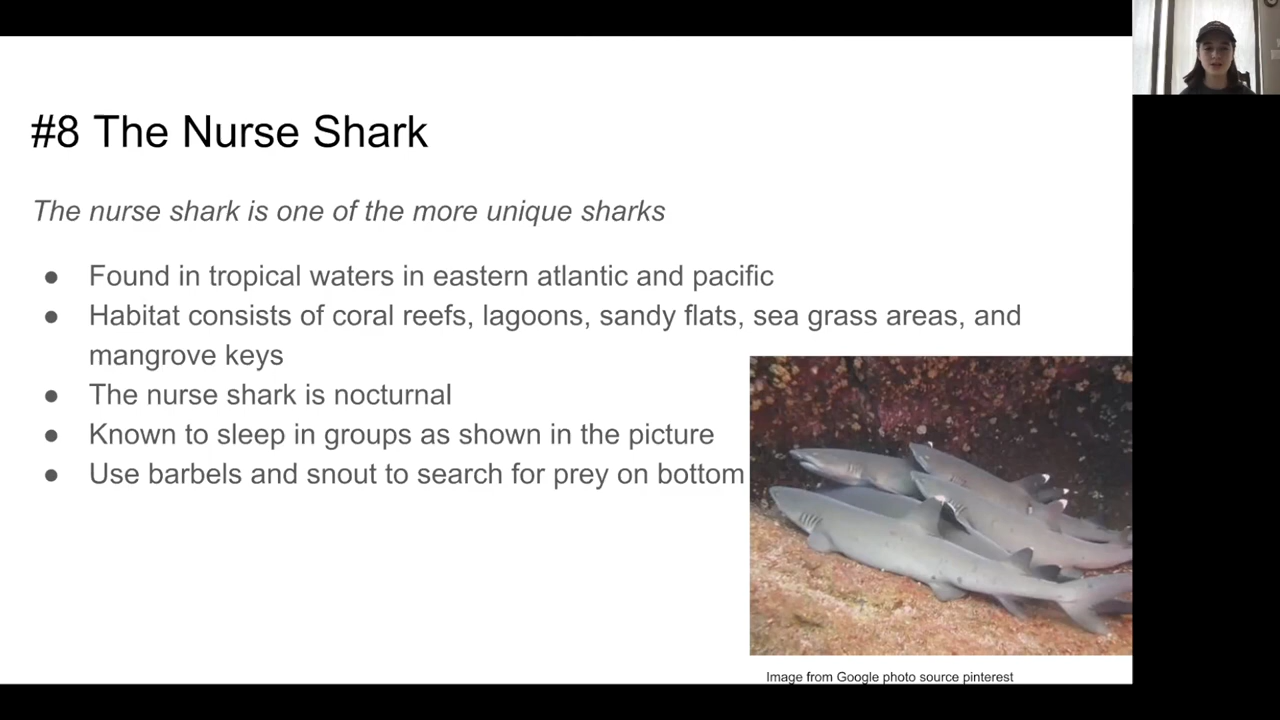 #8 The Nurse Shark
The nurse shark is one of the more unique sharks
● Found in tropical waters in eastern atlantic and pacific
● Habitat consists of coral reefs, lagoons, sandy flats, sea grass areas, and
mangrove keys
● The nurse shark is nocturnal
● Known to sleep in groups as shown in the picture
● Use barbels and snout to search for prey on bottom
Image from Google photo source pinterest